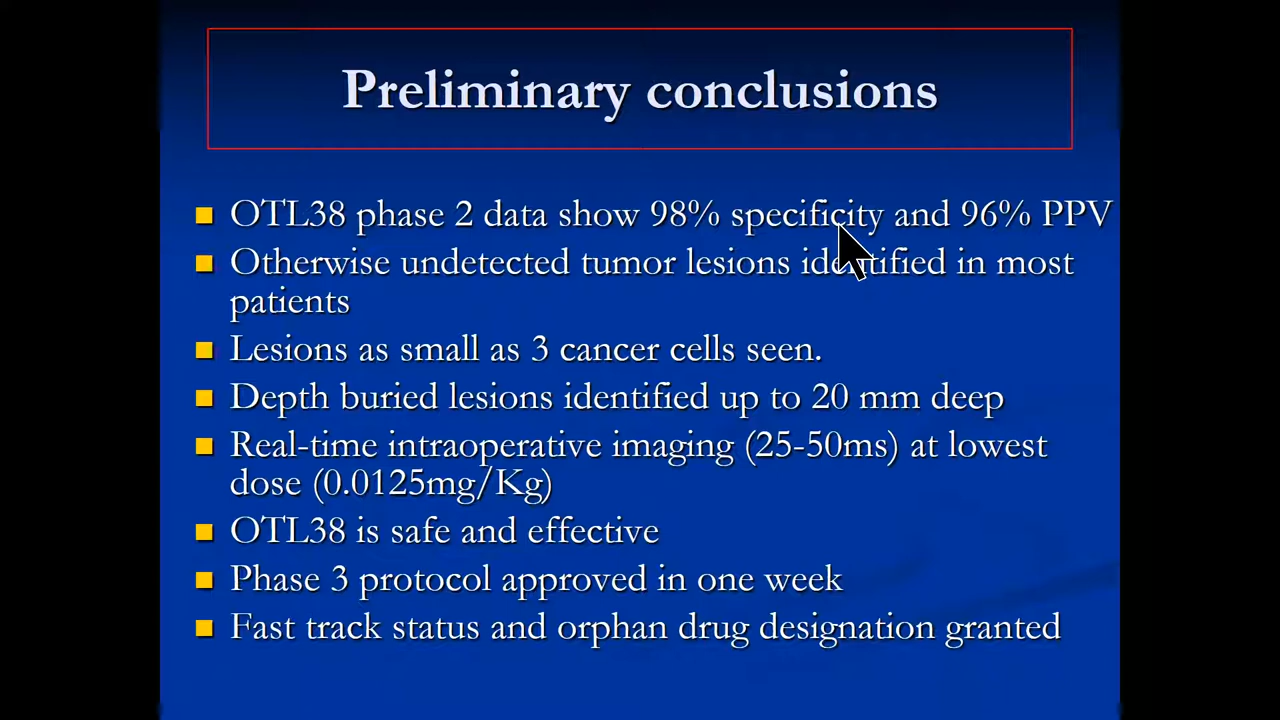 Preliminary conclusions
OTL38 phase 2 data show 98% specificity and 96% PPV
Otherwise undetected tumor lesions identified in most
patients
Lesions as small as 3 cancer cells seen.
Depth buried lesions identified up to 20 mm deep
Real-time intraoperative imaging (25-50ms) at lowest
dose (0.0125mg/Kg)
OTL38 is safe and effective
Phase 3 protocol approved in one week
Fast track status and orphan drug designation granted